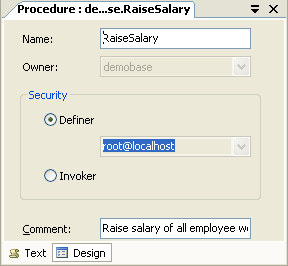 Procedure : de...se.RaiseSalary
Name: RaiseSalary
Owner: demobase
Security
Definer
root@localhost
Invoker
Comment: Raise salary of all employee w
Text Design